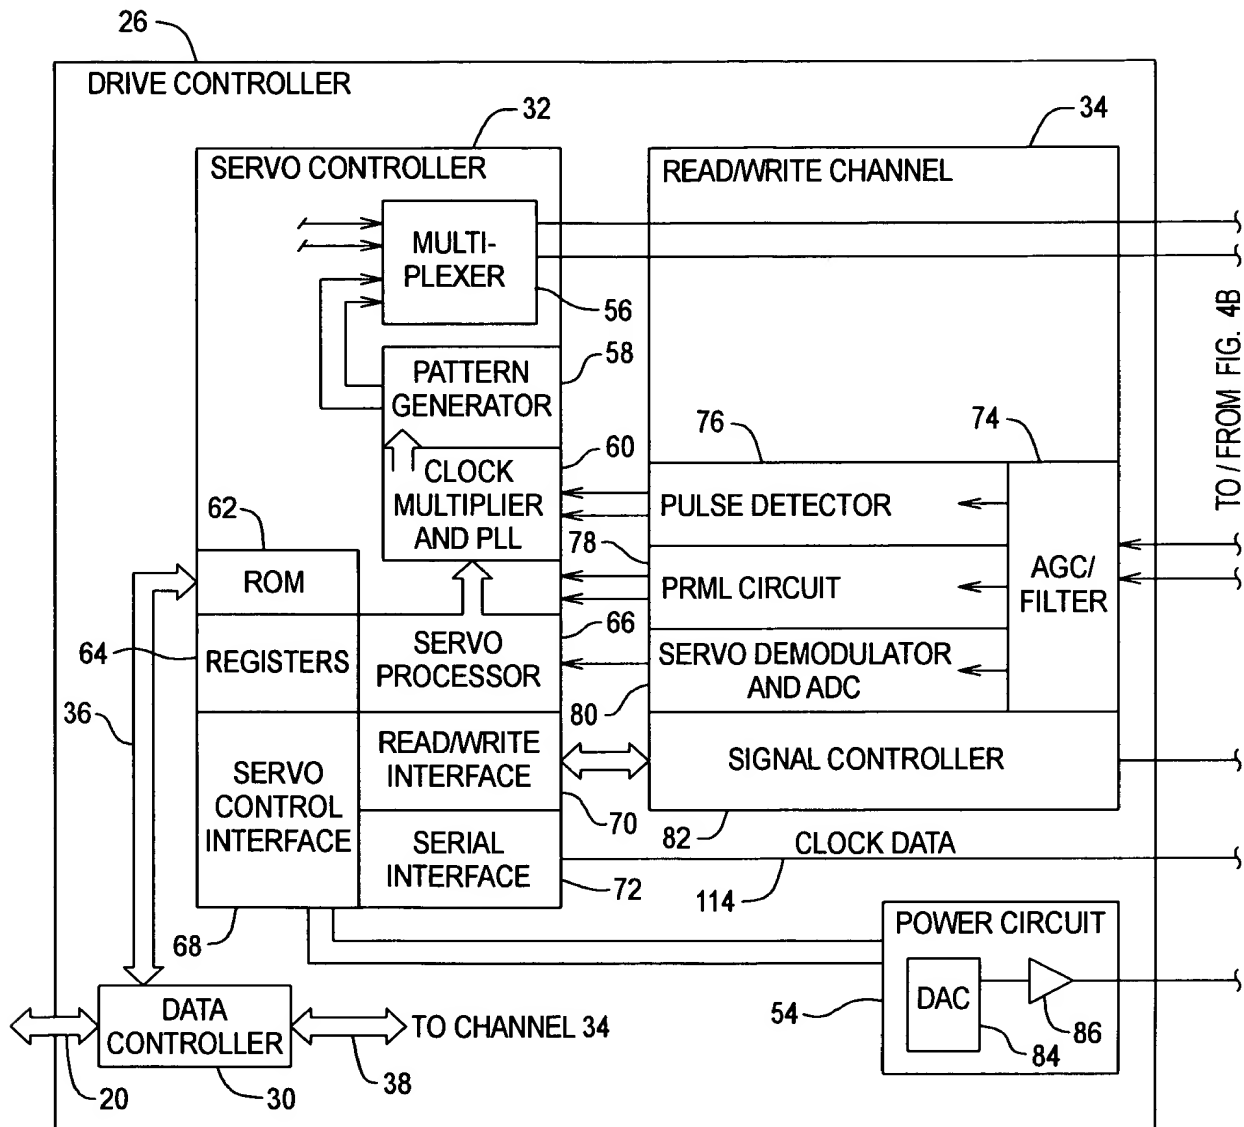 26
DRIVE CONTROLLER
32
34
SERVO CONTROLLER
READ/WRITE CHANNEL
MULTI-
PLEXER
56
58
PATTERN
GENERATOR
76
74
60
CLOCK
MULTIPLIER
AND PLL
PULSE DETECTOR
62
78
ROM
PRML CIRCUIT
AGC/
FILTER
64
66
REGISTERS
SERVO
PROCESSOR
SERVO DEMODULATOR
AND ADC
80
36
READ/WRITE
INTERFACE
SIGNAL CONTROLLER
SERVO
CONTROL
INTERFACE
70
82
SERIAL
INTERFACE
72
CLOCK DATA
114
68
POWER CIRCUIT
DAC
54
84
86
DATA
CONTROLLER
TO CHANNEL 34
20
30
38
TO / FROM FIG. 4B